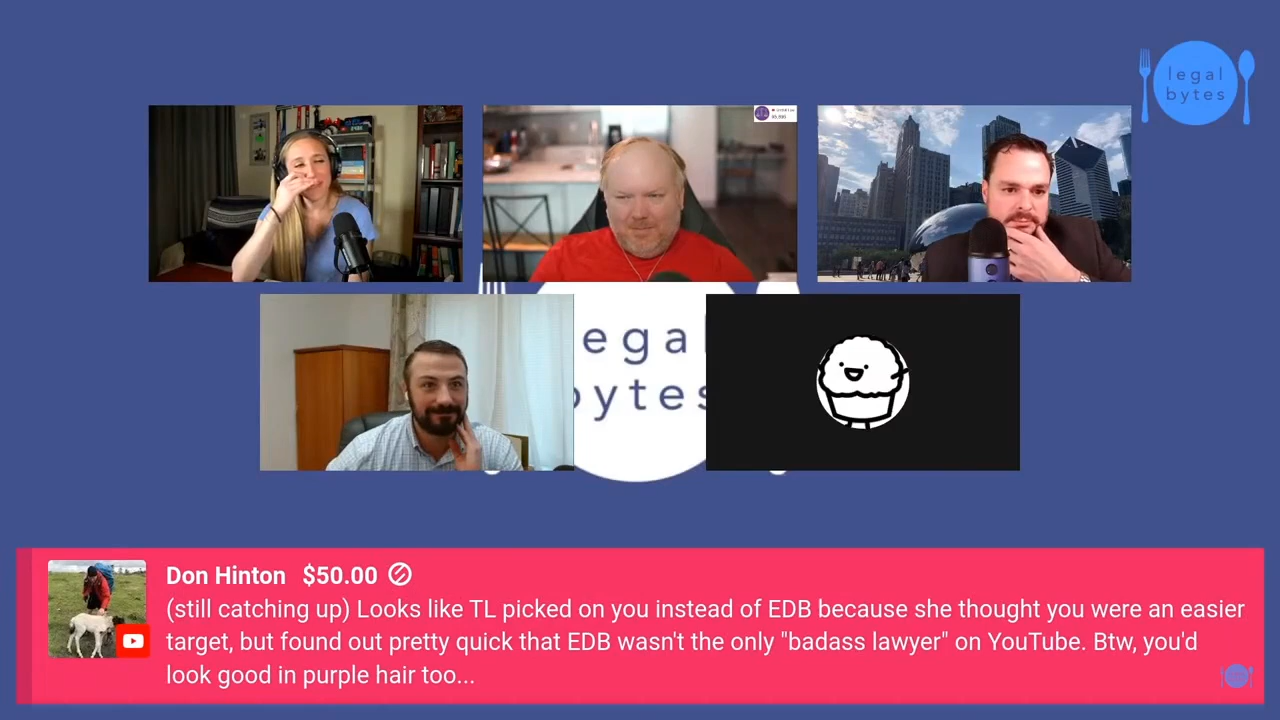 legal
bytes
egal
bytes
Don Hinton $50.00
(still catching up) Looks like TL picked on you instead of EDB because she thought you were an easier
target, but found out pretty quick that EDB wasn't the only "badass lawyer" on YouTube. Btw, you'd
look good in purple hair too...